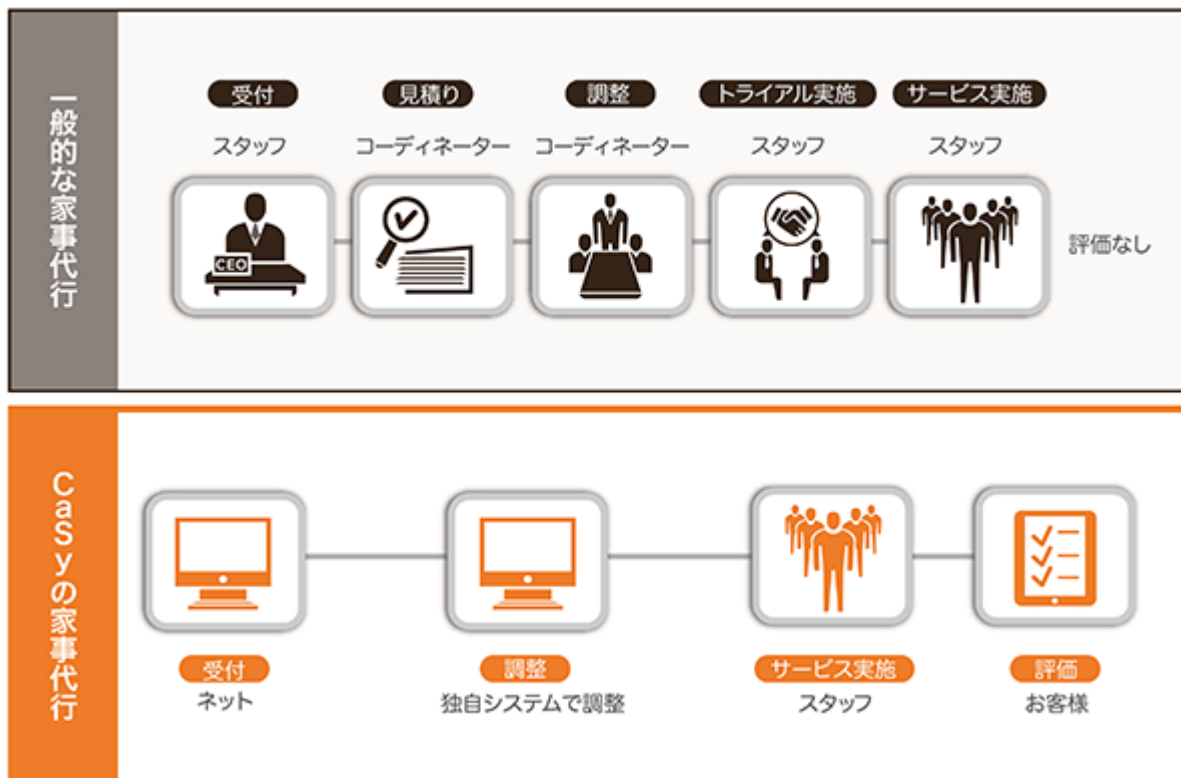 一般的な家事代行
受付
見積り
調整
トライアル実施
サービス実施
スタッフ
コーディネーター
コーディネーター
スタッフ
スタッフ
CEO
評価なし
CaSyの家事代行
受付
調整
サービス実施
評価
ネット
独自システムで調整
スタッフ
お客様